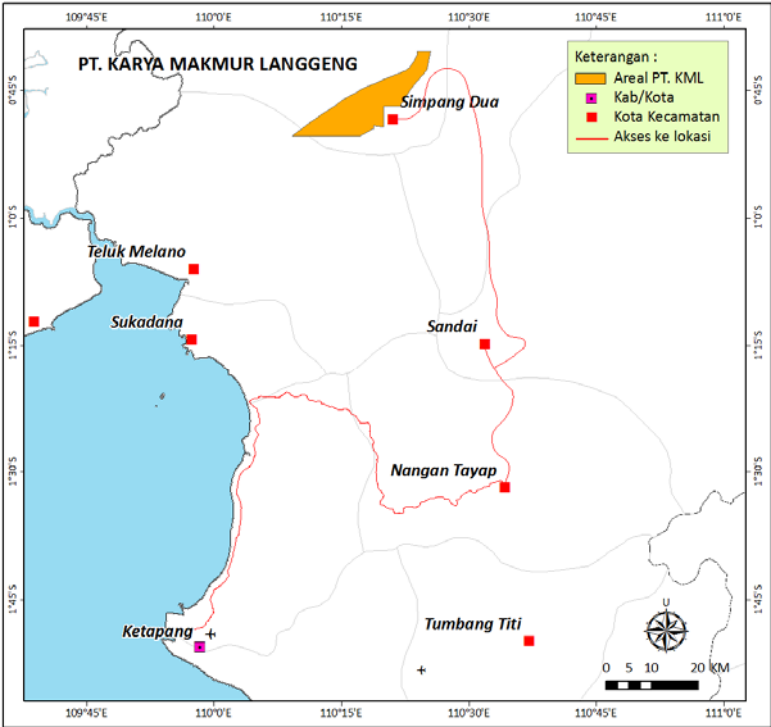 109°45'E 110°0'E 110°15'E 110°30'E 110°45'E 111°0'E
PT. KARYA MAKMUR LANGGENG
Keterangan :
Areal PT. KML
Kab/Kota
Kota Kecamatan
Akses ke lokasi
0°45'S 0°45'S
Simpang Dua
1°0'S 1°0'S
Teluk Melano
Sukadana
Sandai
1°15'S 1°15'S
Nangan Tayap
1°30'S 1°30'S
1°45'S 1°45'S
Ketapang
Tumbang Titi
U
0 5 10 20 KM
109°45'E 110°0'E 110°15'E 110°30'E 110°45'E 111°0'E